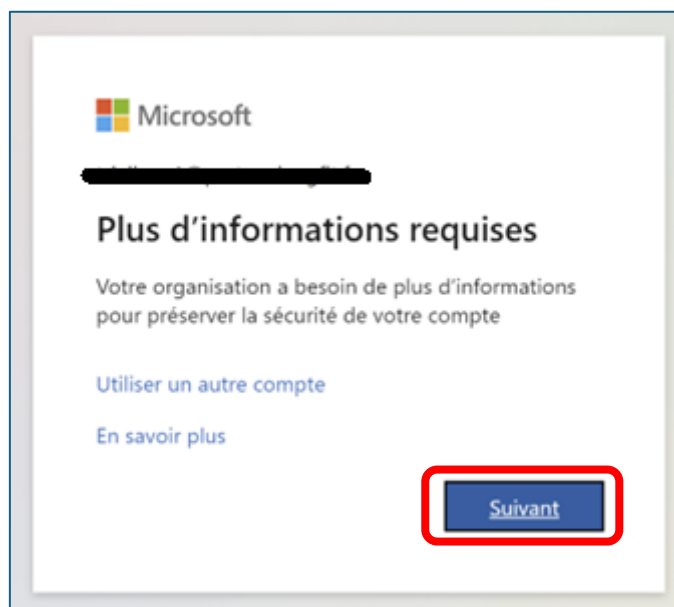 Microsoft
Plus d’informations requises
Votre organisation a besoin de plus d’informations
pour préserver la sécurité de votre compte
Utiliser un autre compte
En savoir plus
Suivant